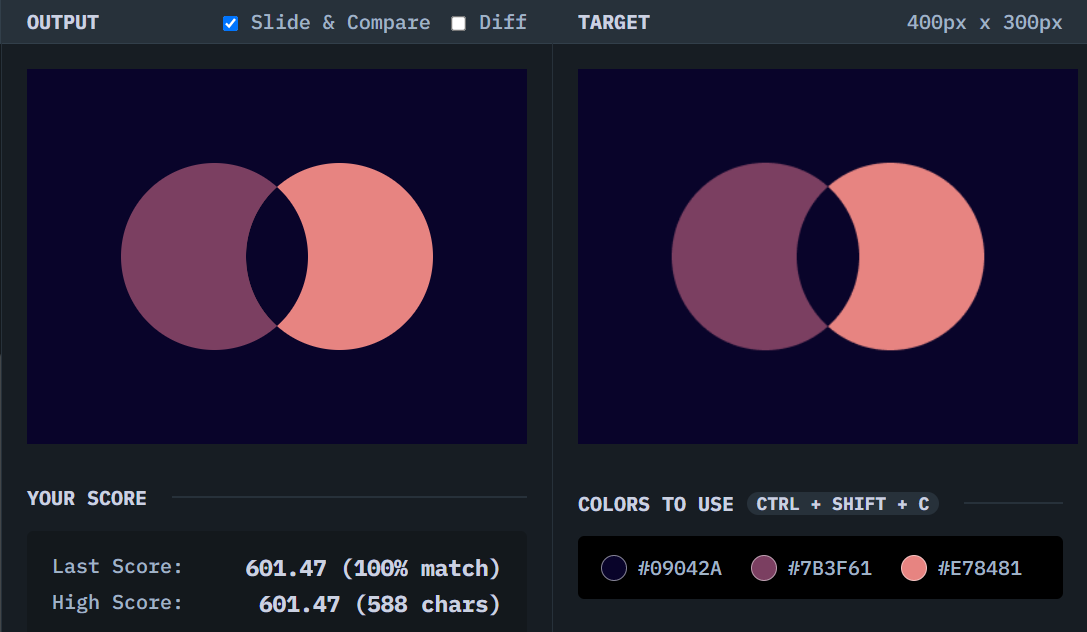 OUTPUT
Slide & Compare
Diff
TARGET
400px x 300px
YOUR SCORE
Last Score: 601.47 (100% match)
High Score: 601.47 (588 chars)
COLORS TO USE
CTRL + SHIFT + C
#09042A
#7B3F61
#E78481